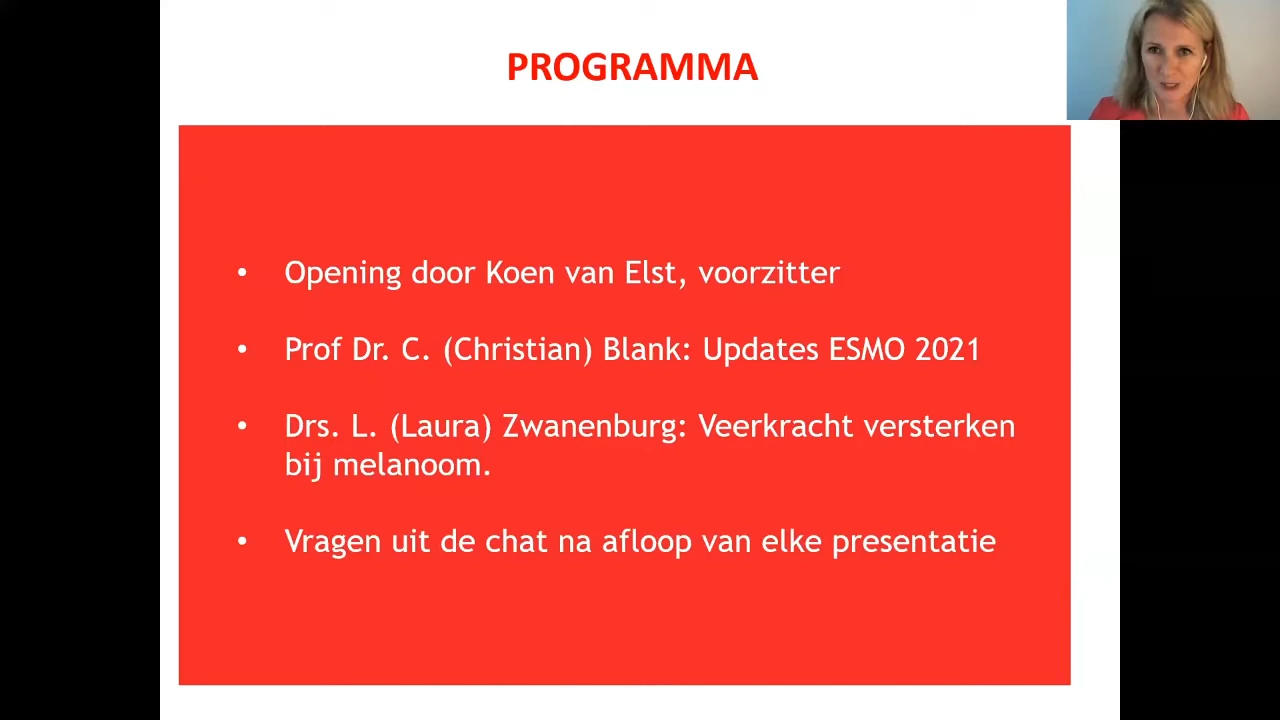 PROGRAMMA
• Opening door Koen van Elst, voorzitter
• Prof Dr. C. (Christian) Blank: Updates ESMO 2021
• Drs. L. (Laura) Zwanenburg: Veerkracht versterken
bij melanoom.
• Vragen uit de chat na afloop van elke presentatie